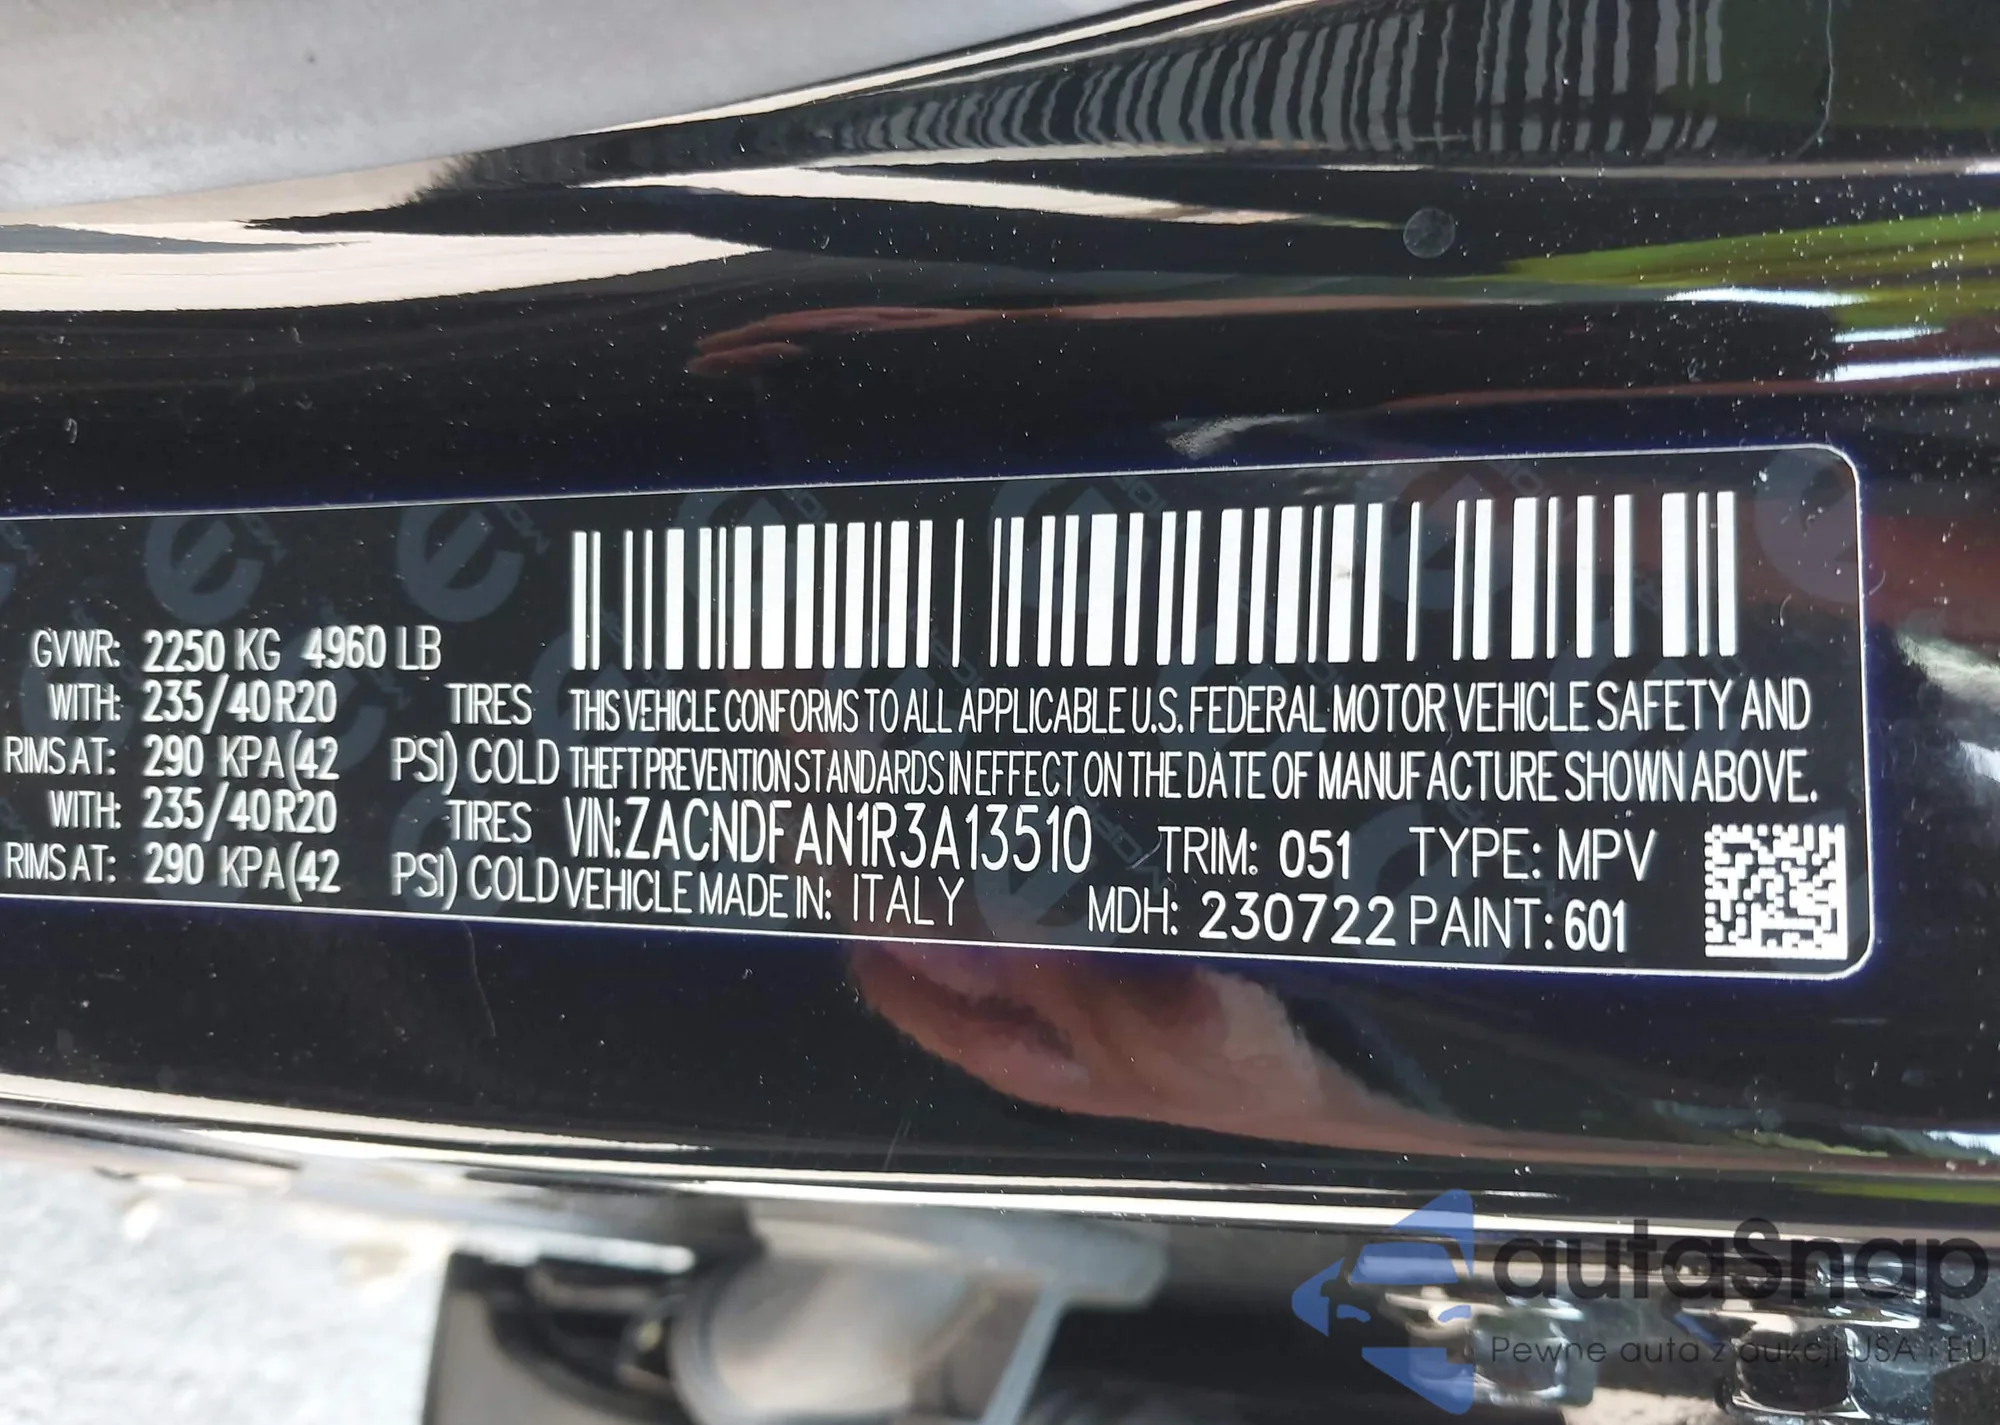 GVWR: 2250 KG 4960 LB
WITH: 235/40R20 TIRES
RIMS AT: 290 KPA(42 PSI) COLD
WITH: 235/40R20 TIRES
RIMS AT: 290 KPA(42 PSI) COLD
THIS VEHICLE CONFORMS TO ALL APPLICABLE U.S. FEDERAL MOTOR VEHICLE SAFETY AND
THEFT PREVENTION STANDARDS IN EFFECT ON THE DATE OF MANUFACTURE SHOWN ABOVE.
VIN: ZACNDFAN1R3A13510 TRIM: 051 TYPE: MPV
VEHICLE MADE IN: ITALY MDH: 230722 PAINT: 601
autaSnap
Pewne auta z aukcji USA i EU